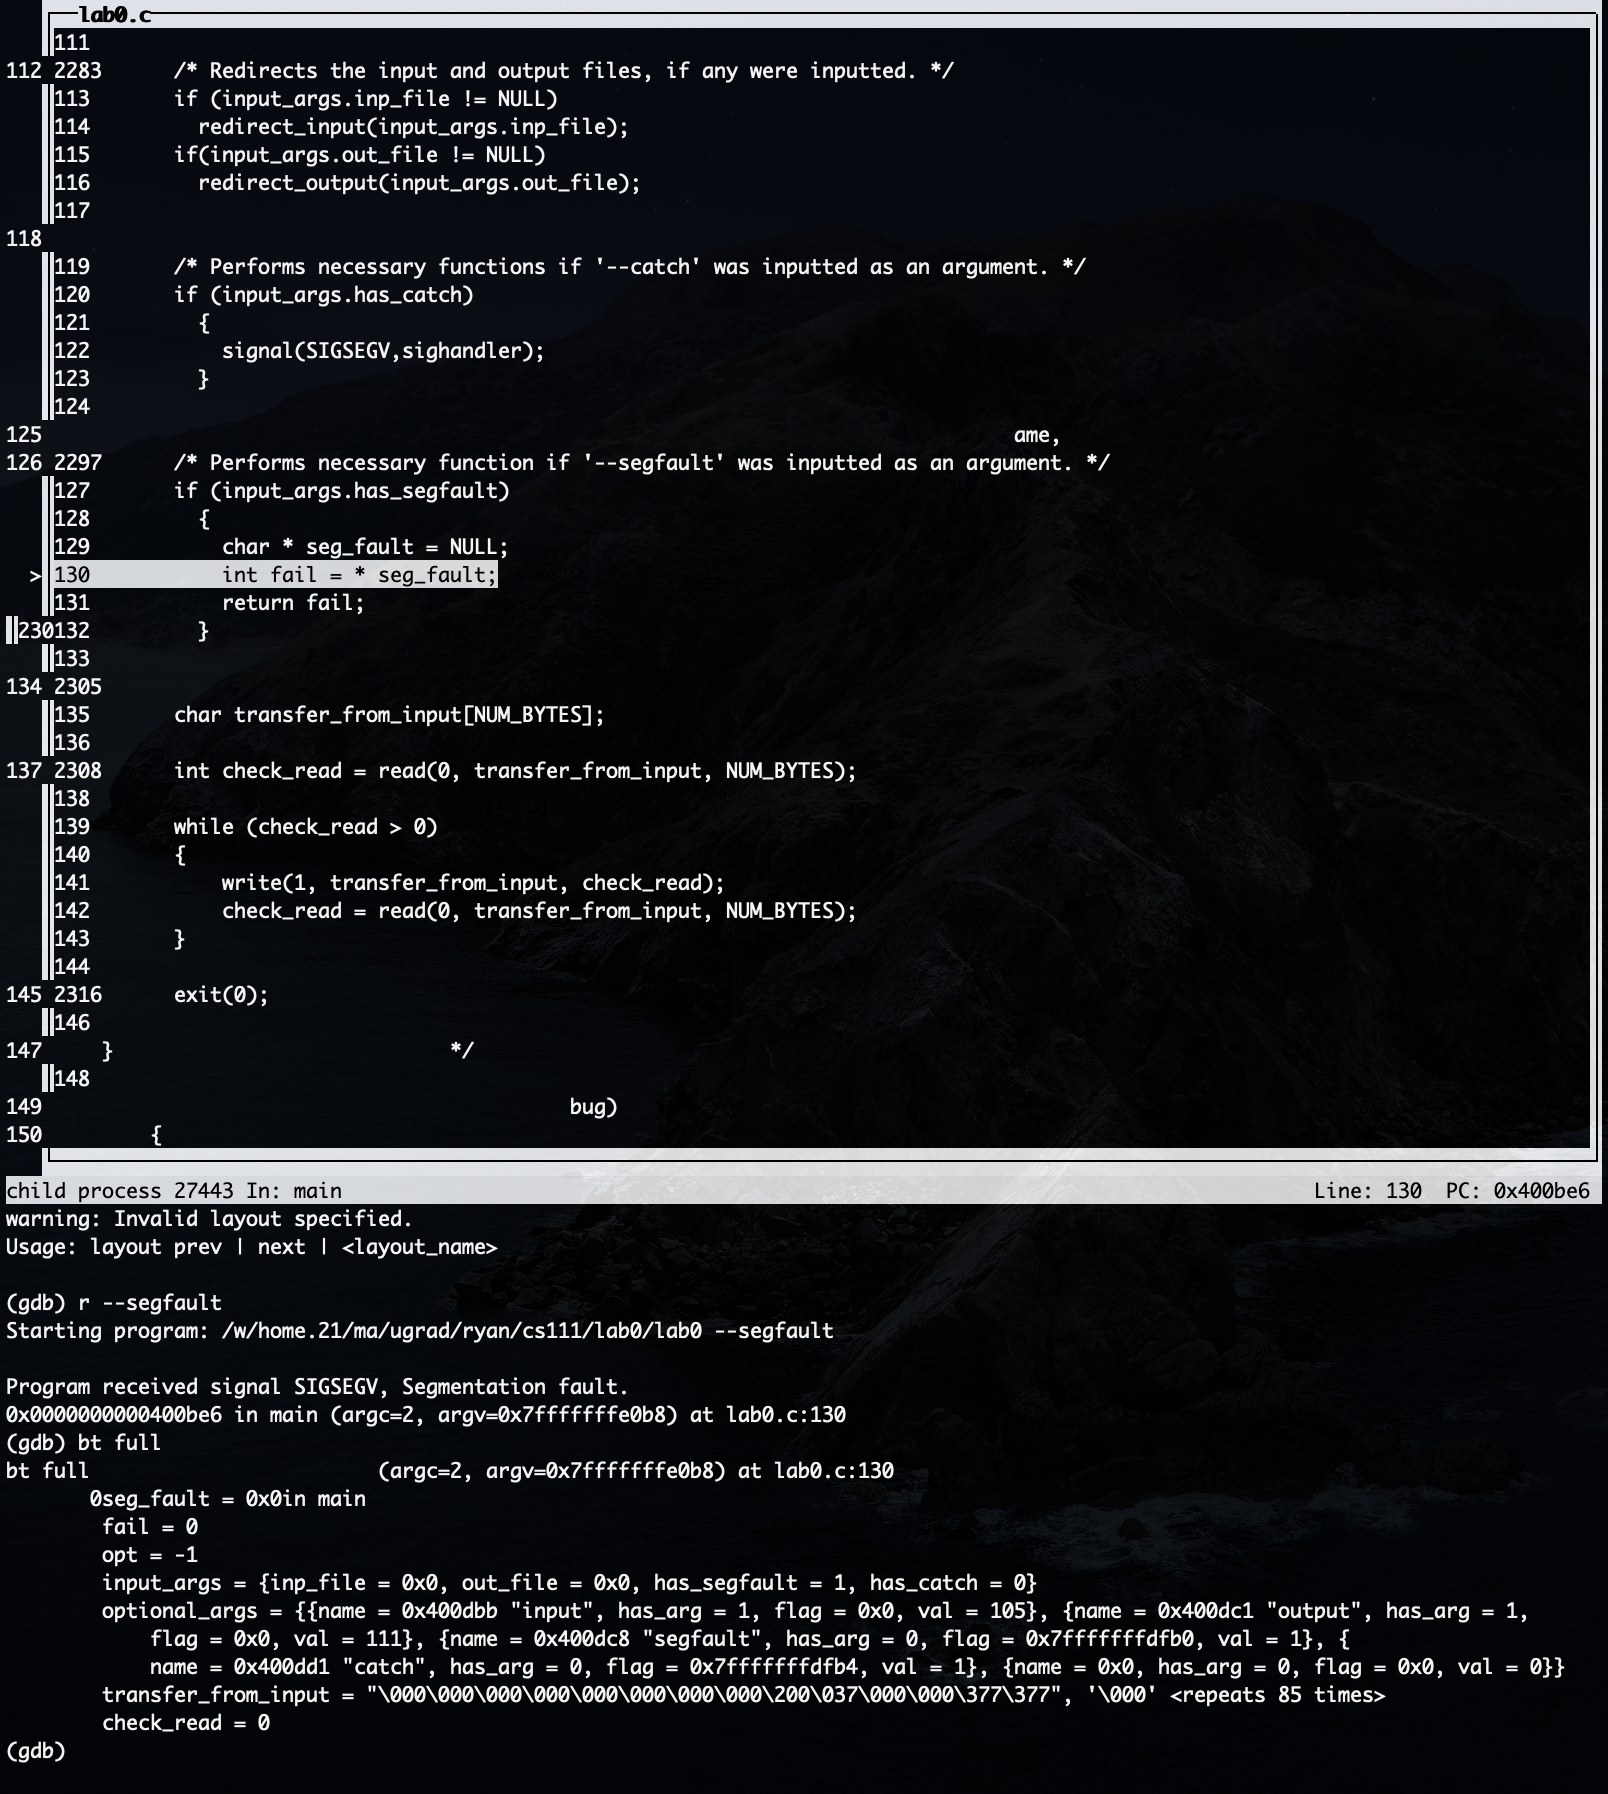 lab0.c
111
112 2283      /* Redirects the input and output files, if any were inputted. */
113       if (input_args.inp_file != NULL)
114         redirect_input(input_args.inp_file);
115       if(input_args.out_file != NULL)
116         redirect_output(input_args.out_file);
117
118
119       /* Performs necessary functions if '--catch' was inputted as an argument. */
120       if (input_args.has_catch)
121         {
122           signal(SIGSEGV,sighandler);
123         }
124
125 ame,
126 2297      /* Performs necessary function if '--segfault' was inputted as an argument. */
127       if (input_args.has_segfault)
128         {
129           char * seg_fault = NULL;
> 130           int fail = * seg_fault;
131           return fail;
230132         }
133
134 2305
135       char transfer_from_input[NUM_BYTES];
136
137 2308      int check_read = read(0, transfer_from_input, NUM_BYTES);
138
139       while (check_read > 0)
140       {
141           write(1, transfer_from_input, check_read);
142           check_read = read(0, transfer_from_input, NUM_BYTES);
143       }
144
145 2316      exit(0);
146
147     }                            */
148
149 bug)
150         {
child process 27443 In: main Line: 130  PC: 0x400be6
warning: Invalid layout specified.
Usage: layout prev | next | <layout_name>
(gdb) r --segfault
Starting program: /w/home.21/ma/ugrad/ryan/cs111/lab0/lab0 --segfault
Program received signal SIGSEGV, Segmentation fault.
0x0000000000400be6 in main (argc=2, argv=0x7fffffffe0b8) at lab0.c:130
(gdb) bt full
bt full                        (argc=2, argv=0x7fffffffe0b8) at lab0.c:130
       0seg_fault = 0x0in main
        fail = 0
        opt = -1
        input_args = {inp_file = 0x0, out_file = 0x0, has_segfault = 1, has_catch = 0}
        optional_args = {{name = 0x400dbb "input", has_arg = 1, flag = 0x0, val = 105}, {name = 0x400dc1 "output", has_arg = 1,
            flag = 0x0, val = 111}, {name = 0x400dc8 "segfault", has_arg = 0, flag = 0x7fffffffdfb0, val = 1}, {
            name = 0x400dd1 "catch", has_arg = 0, flag = 0x7fffffffdfb4, val = 1}, {name = 0x0, has_arg = 0, flag = 0x0, val = 0}}
        transfer_from_input = "\000\000\000\000\000\000\000\000\200\037\000\000\377\377", '\000' <repeats 85 times>
        check_read = 0
(gdb)